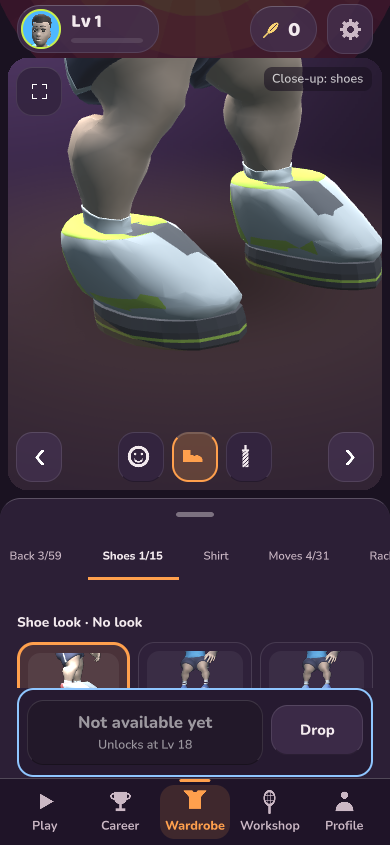 Lv 1
0
Close-up: shoes
Back 3/59
Shoes 1/15
Shirt
Moves 4/31
Shoe look · No look
Not available yet
Unlocks at Lv 18
Drop
Play
Career
Wardrobe
Workshop
Profile